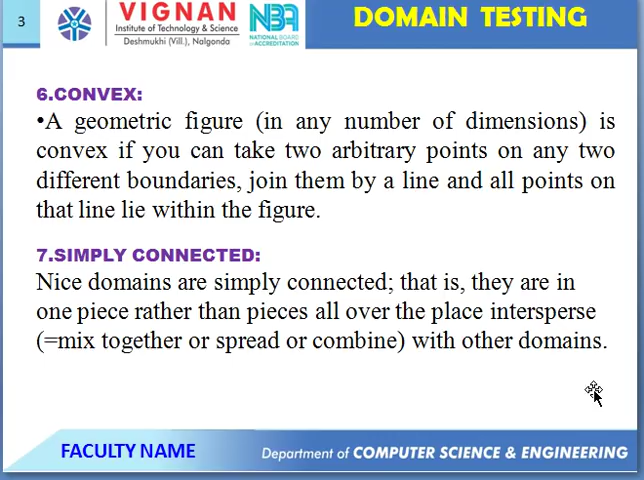 3
VIGNAN
Institute of Technology & Science
Deshmukhi (Vill.), Nalgonda
NBA
NATIONAL BOARD
of ACCREDITATION
DOMAIN TESTING
6.CONVEX:
•A geometric figure (in any number of dimensions) is
convex if you can take two arbitrary points on any two
different boundaries, join them by a line and all points on
that line lie within the figure.
7.SIMPLY CONNECTED:
Nice domains are simply connected; that is, they are in
one piece rather than pieces all over the place intersperse
(=mix together or spread or combine) with other domains.
FACULTY NAME
Department of COMPUTER SCIENCE & ENGINEERING